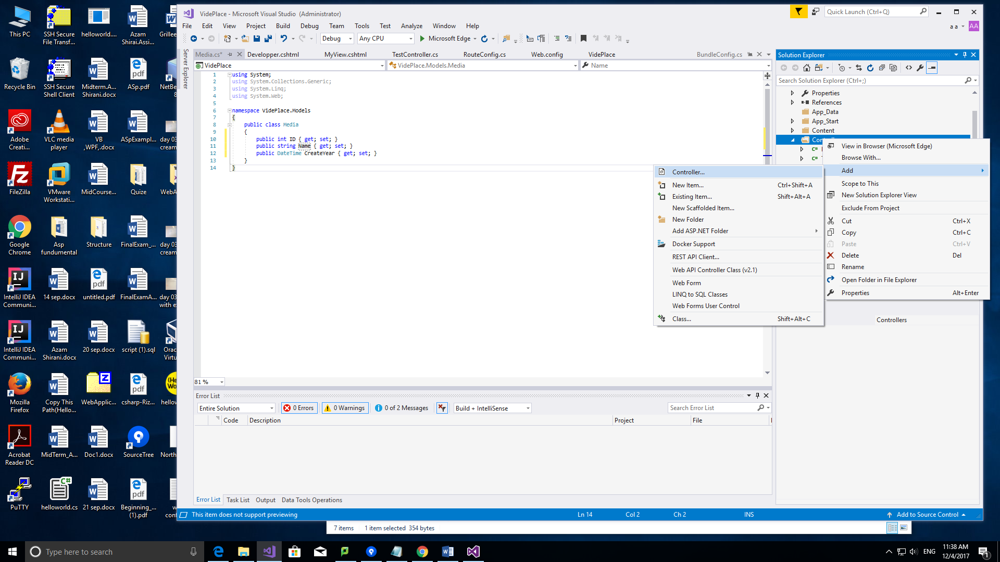 This PC
SSH Secure
File Transf...
helloworld....
Azam
Shirai.Assi...
Grillee
Recycle Bin
SSH Secure
Shell Client
Midterm.A...
Shirani.docx
ASp.pdf
NetBe
8
Adobe
Creati...
VLC media
player
VB
,WPF,.docx
ASpExampl...
day 03
cream
FileZilla
VMware
Workstati...
MidCourse...
Quize
WebA
Google
Chrome
Asp
fundumental
Structure
FinalExam_...
day 03
cream
IntelliJ IDEA
Communi...
14 sep.docx
untitled.pdf
FinalExamA...
day 03
with e
IntelliJ IDEA
Communi...
Azam
Shirani.docx
20 sep.docx
script (1).sql
Orac
Virtu
Mozilla
Firefox
Copy This
Path(Hello...
WebApplic...
csharp-Riz...
hellow
Acrobat
Reader DC
MidTerm_A...
Doc1.docx
SourceTree
North
PuTTY
helloworld.cs
21 sep.docx
Beginning_...
(1).pdf
w
cont
VidePlace - Microsoft Visual Studio (Administrator)
Quick Launch (Ctrl+Q)
File Edit View Project Build Debug Team Tools Test Analyze Window Help
a a
AA
Debug
Any CPU
Microsoft Edge
Server Explorer
Media.cs*
Developper.cshtml
MyView.cshtml
TestController.cs
RouteConfig.cs
Web.config
VidePlace
BundleConfig.cs
VidePlace
VidePlace.Models.Media
Name
1 using System;
2 using System.Collections.Generic;
3 using System.Linq;
4 using System.Web;
5
6 namespace VidePlace.Models
7 {
8 public class Media
9 {
10 public int ID { get; set; }
11 public string Name { get; set; }
12 public DateTime CreateYear { get; set; }
13 }
14 }
81 %
Solution Explorer
Search Solution Explorer (Ctrl+;)
Properties
References
App_Data
App_Start
Content
Cont
View in Browser (Microsoft Edge)
Browse With...
Add
Scope to This
New Solution Explorer View
Exclude From Project
Cut Ctrl+X
Copy Ctrl+C
Paste Ctrl+V
Delete Del
Rename
Open Folder in File Explorer
Properties Alt+Enter
Controller...
New Item... Ctrl+Shift+A
Existing Item... Shift+Alt+A
New Scaffolded Item...
New Folder
Add ASP.NET Folder
Docker Support
REST API Client...
Web API Controller Class (v2.1)
Web Form
LINQ to SQL Classes
Web Forms User Control
Class... Shift+Alt+C
Controllers
Error List
Entire Solution
0 Errors
0 Warnings
0 of 2 Messages
Build + IntelliSense
Search Error List
Code Description Project File
Error List Task List Output Data Tools Operations
This item does not support previewing
Ln 14 Col 2 Ch 2 INS
Add to Source Control
7 items 1 item selected 354 bytes
Type here to search
ENG
11:38 AM
12/4/2017
1